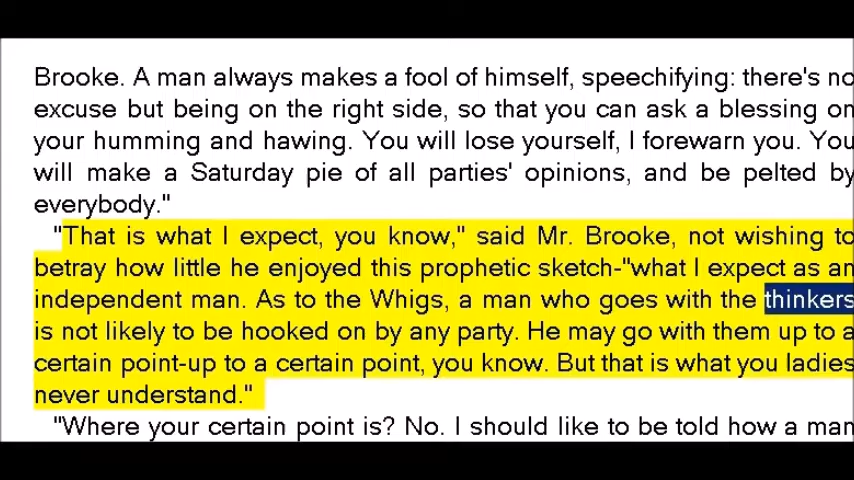 Brooke. A man always makes a fool of himself, speechifying: there's no
excuse but being on the right side, so that you can ask a blessing on
your humming and hawing. You will lose yourself, I forewarn you. You
will make a Saturday pie of all parties' opinions, and be pelted by
everybody."
"That is what I expect, you know," said Mr. Brooke, not wishing to
betray how little he enjoyed this prophetic sketch-"what I expect as an
independent man. As to the Whigs, a man who goes with the thinkers
is not likely to be hooked on by any party. He may go with them up to a
certain point-up to a certain point, you know. But that is what you ladies
never understand."
"Where your certain point is? No. I should like to be told how a man